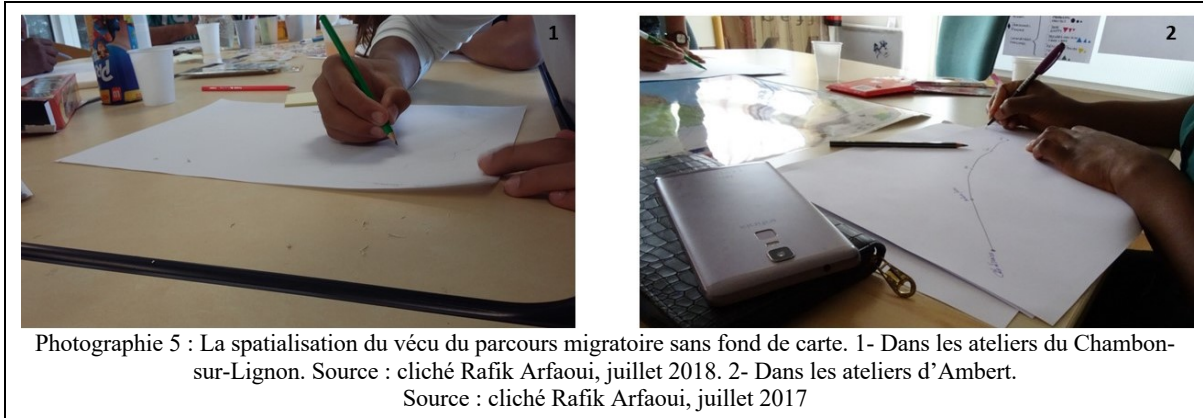 1
2
Photographie 5 : La spatialisation du vécu du parcours migratoire sans fond de carte. 1- Dans les ateliers du Chambon-
sur-Lignon. Source : cliché Rafik Arfaoui, juillet 2018. 2- Dans les ateliers d’Ambert.
Source : cliché Rafik Arfaoui, juillet 2017